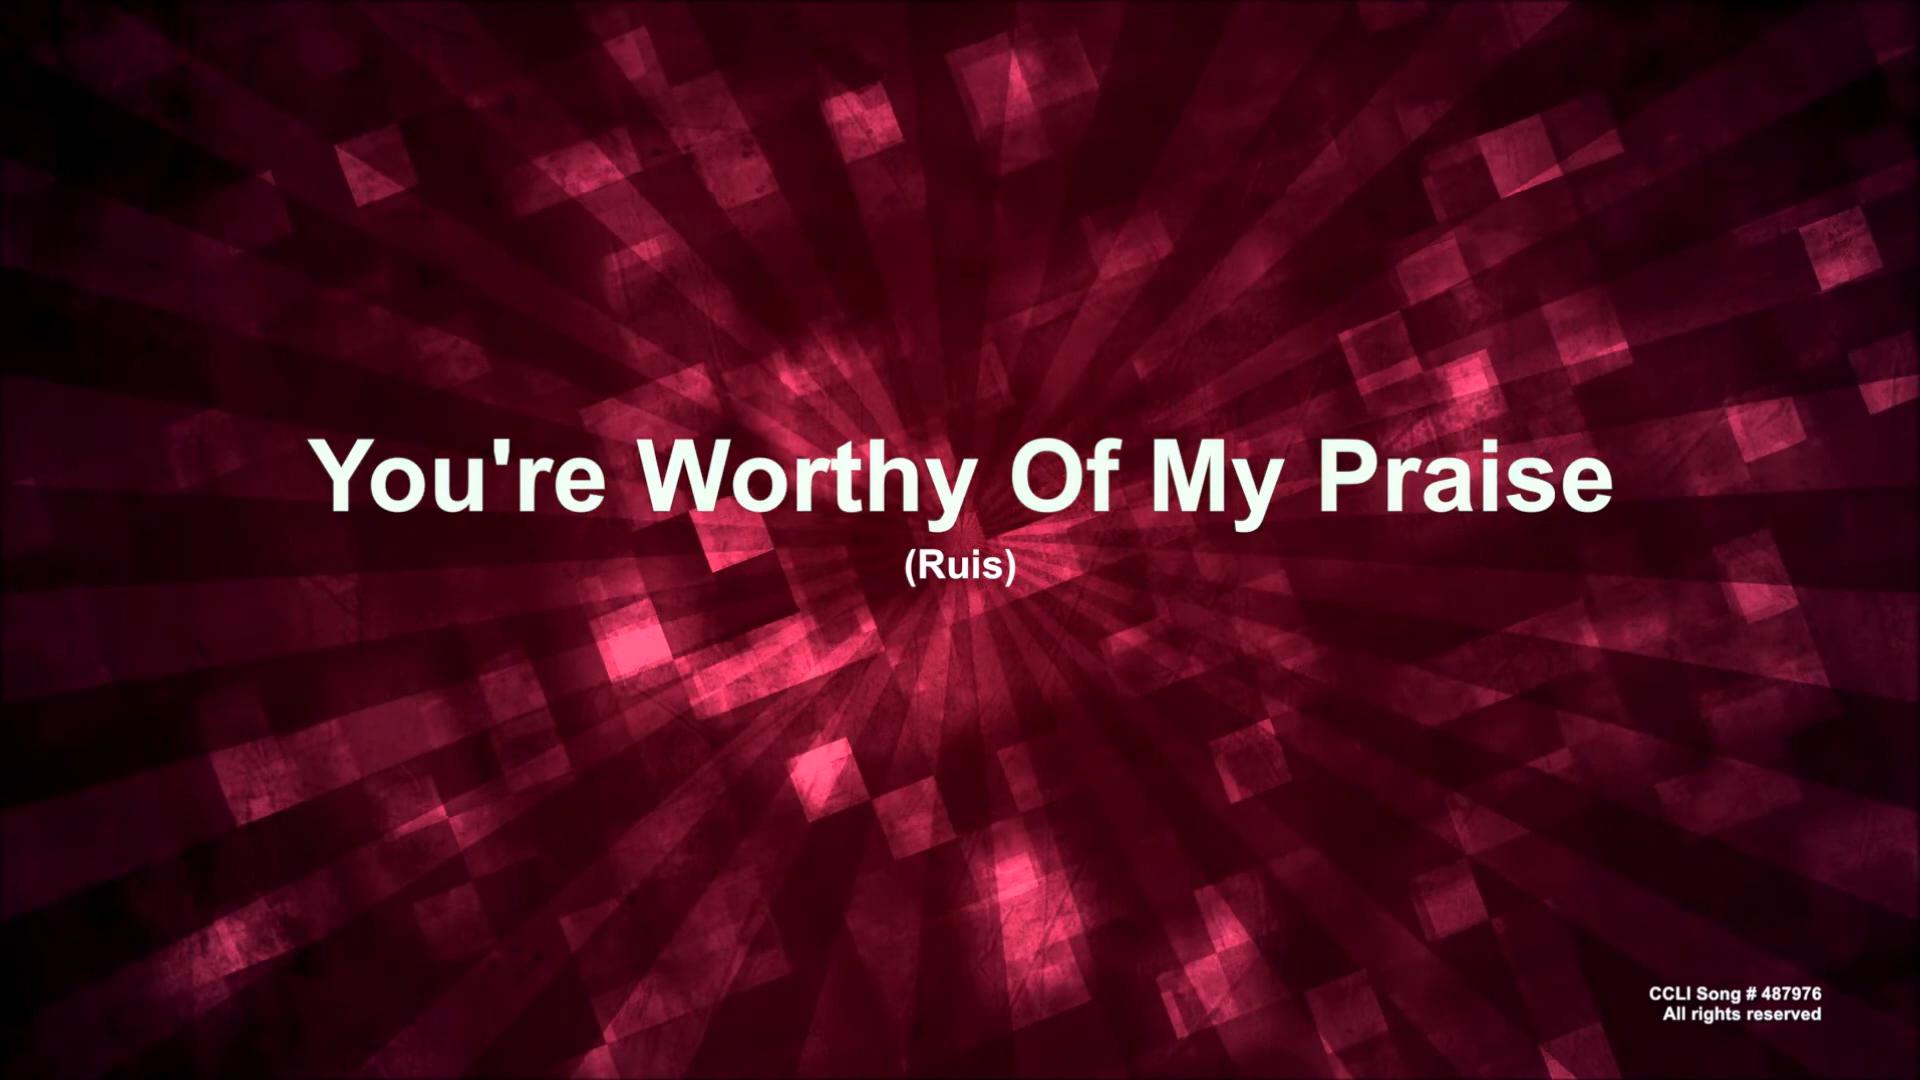 You're Worthy Of My Praise
(Ruis)
CCLI Song # 487976
All rights reserved